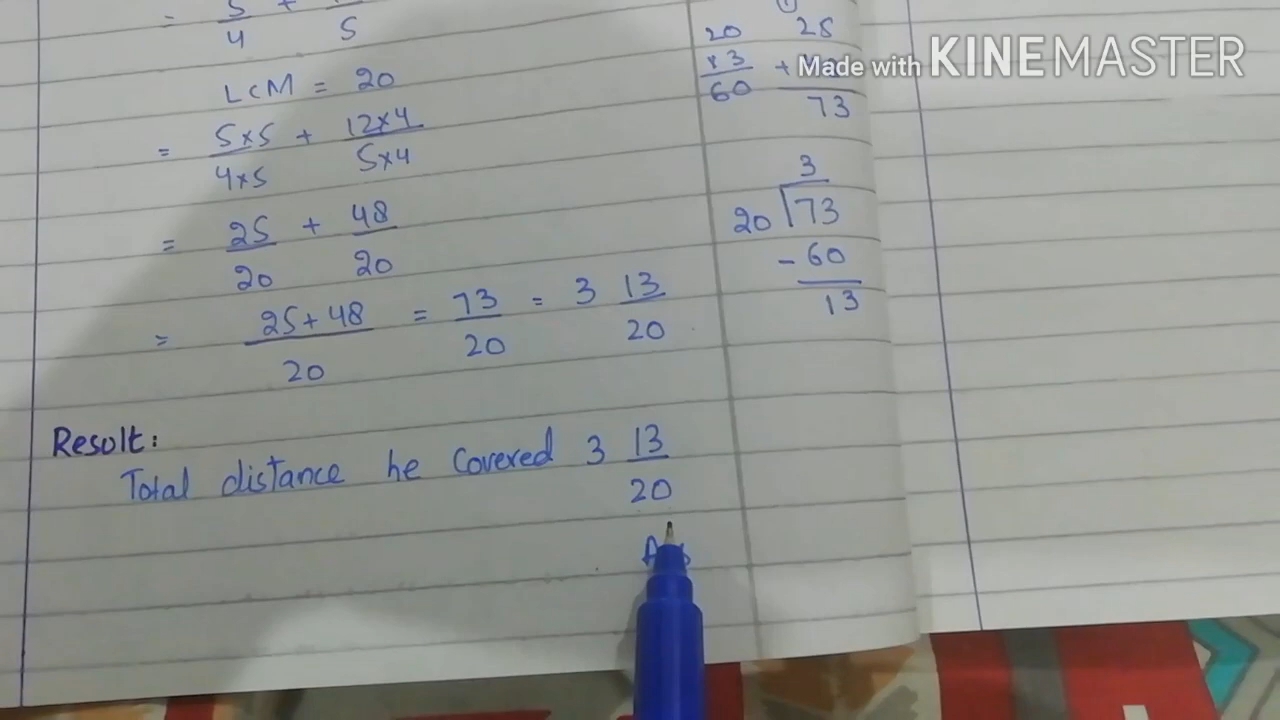 = 5/4 +
5
LCM = 20
= 5×5/4×5 + 12×4/5×4
= 25/20 + 48/20
= 25+48/20 = 73/20 = 3 13/20
Result:
Total distance he Covered 3 13/20
Ans
20
×3
60
1
25
+
73
3
20 73
- 60
13
Made with KINEMASTER